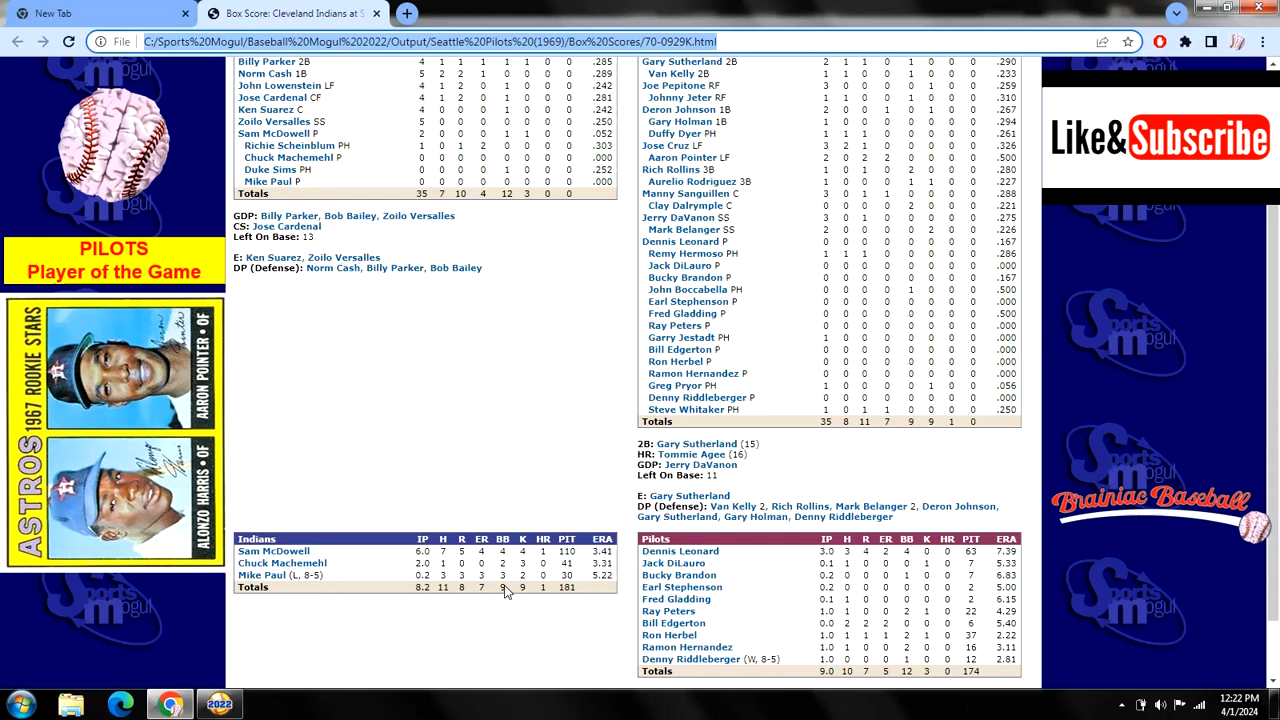 New Tab
Box Score: Cleveland Indians at S
File C:/Sports%20Mogul/Baseball%20Mogul%202022/Output/Seattle%20Pilots%20(1969)/Box%20Scores/70-0929K.html
Billy Parker 2B 4 1 1 1 1 1 0 0 .285
Norm Cash 1B 5 2 2 1 0 0 0 0 .289
John Lowenstein LF 4 1 2 0 1 0 0 0 .242
Jose Cardenal CF 4 1 2 0 1 0 0 0 .281
Ken Suarez C 4 0 0 0 1 0 0 0 .242
Zoilo Versalles SS 5 0 0 0 0 0 0 0 .250
Sam McDowell P 2 0 0 0 1 1 0 0 .052
Richie Scheinblum PH 1 0 1 2 0 0 0 0 .303
Chuck Machemehl P 0 0 0 0 0 0 0 0 .000
Duke Sims PH 0 0 0 0 1 0 0 0 .252
Mike Paul P 0 0 0 0 0 0 0 0 .000
Totals 35 7 10 4 12 3 0 0
GDP: Billy Parker, Bob Bailey, Zoilo Versalles
CS: Jose Cardenal
Left On Base: 13
E: Ken Suarez, Zoilo Versalles
DP (Defense): Norm Cash, Billy Parker, Bob Bailey
Indians IP H R ER BB K HR PIT ERA
Sam McDowell 6.0 7 5 4 4 4 1 110 3.41
Chuck Machemehl 2.0 1 0 0 2 3 0 41 3.31
Mike Paul (L, 8-5) 0.2 3 3 3 3 2 0 30 5.22
Totals 8.2 11 8 7 9 9 1 181
Gary Sutherland 2B 2 1 1 0 1 0 0 0 .290
Van Kelly 2B 1 1 0 0 1 0 0 0 .233
Joe Pepitone RF 3 0 0 0 0 1 0 0 .259
Johnny Jeter RF 1 1 0 0 1 0 0 0 .310
Deron Johnson 1B 2 0 0 0 0 1 0 0 .267
Gary Holman 1B 1 0 0 0 0 0 0 0 .294
Duffy Dyer PH 1 1 1 0 0 0 0 0 .261
Jose Cruz LF 3 2 1 0 0 0 0 0 .326
Aaron Pointer LF 2 0 2 2 0 0 0 0 .500
Rich Rollins 3B 1 0 0 1 2 0 0 0 .280
Aurelio Rodriguez 3B 1 0 0 0 1 1 0 0 .227
Manny Sanguillen C 3 0 0 1 0 0 0 0 .288
Clay Dalrymple C 0 0 0 0 2 0 0 0 .221
Jerry DaVanon SS 3 0 1 0 0 0 0 0 .275
Mark Belanger SS 2 0 0 0 0 2 0 0 .226
Dennis Leonard P 0 0 0 0 0 0 0 0 .167
Remy Hermoso PH 1 1 1 0 0 0 0 0 .286
Jack DiLauro P 0 0 0 0 0 0 0 0 .000
Bucky Brandon P 0 0 0 0 0 0 0 0 .167
John Boccabella PH 0 0 0 0 1 0 0 0 .500
Earl Stephenson P 0 0 0 0 0 0 0 0 .000
Fred Gladding P 0 0 0 0 0 0 0 0 .500
Ray Peters P 0 0 0 0 0 0 0 0 .000
Garry Jestadt PH 1 0 0 0 0 0 0 0 .000
Bill Edgerton P 0 0 0 0 0 0 0 0 .000
Ron Herbel P 0 0 0 0 0 0 0 0 .000
Ramon Hernandez P 0 0 0 0 0 0 0 0 .000
Greg Pryor PH 1 0 0 0 0 1 0 0 .056
Denny Riddleberger P 0 0 0 0 0 0 0 0 .000
Steve Whitaker PH 1 0 1 1 0 0 0 0 .250
Totals 35 8 11 7 9 9 1 0
2B: Gary Sutherland (15)
HR: Tommie Agee (16)
GDP: Jerry DaVanon
Left On Base: 11
E: Gary Sutherland
DP (Defense): Van Kelly 2, Rich Rollins, Mark Belanger 2, Deron Johnson,
Gary Sutherland, Gary Holman, Denny Riddleberger
Pilots IP H R ER BB K HR PIT ERA
Dennis Leonard 3.0 3 4 2 4 0 0 63 7.39
Jack DiLauro 0.1 1 0 0 0 0 0 7 5.33
Bucky Brandon 0.2 0 0 0 1 0 0 7 6.83
Earl Stephenson 0.2 0 0 0 0 0 0 2 5.00
Fred Gladding 0.1 0 0 0 0 0 0 2 6.15
Ray Peters 1.0 1 0 0 2 1 0 22 4.29
Bill Edgerton 0.0 2 2 2 0 0 0 6 5.40
Ron Herbel 1.0 1 1 1 2 1 0 37 2.22
Ramon Hernandez 1.0 2 0 0 2 1 0 16 3.11
Denny Riddleberger (W, 8-5) 1.0 0 0 0 1 0 0 12 2.81
Totals 9.0 10 7 5 12 3 0 174
PILOTS
Player of the Game
ASTROS 1967 ROOKIE STARS
AARON POINTER • OF
ALONZO HARRIS • OF
Like&Subscribe
Sports Mogul
Brainiac Baseball
2022
12:22 PM
4/1/2024